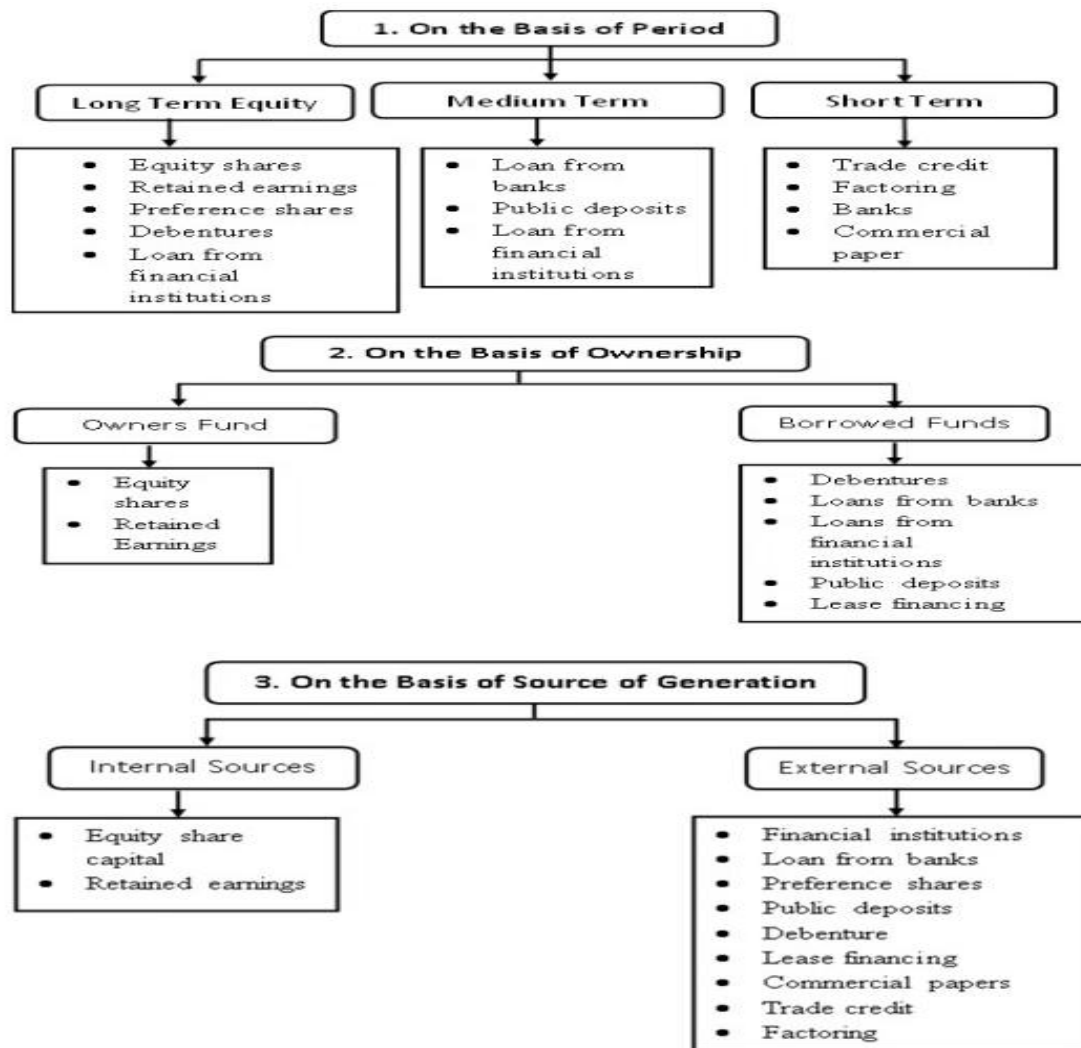 1. On the Basis of Period
Long Term Equity
Medium Term
Short Term
• Equity shares
• Retained earnings
• Preference shares
• Debentures
• Loan from
financial
institutions
• Loan from
banks
• Public deposits
• Loan from
financial
institutions
• Trade credit
• Factoring
• Banks
• Commercial
paper
2. On the Basis of Ownership
Owners Fund
Borrowed Funds
• Equity
shares
• Retained
Earnings
• Debentures
• Loans from banks
• Loans from
financial
institutions
• Public deposits
• Lease financing
3. On the Basis of Source of Generation
Internal Sources
External Sources
• Equity share
capital
• Retained earnings
• Financial institutions
• Loan from banks
• Preference shares
• Public deposits
• Debenture
• Lease financing
• Commercial papers
• Trade credit
• Factoring